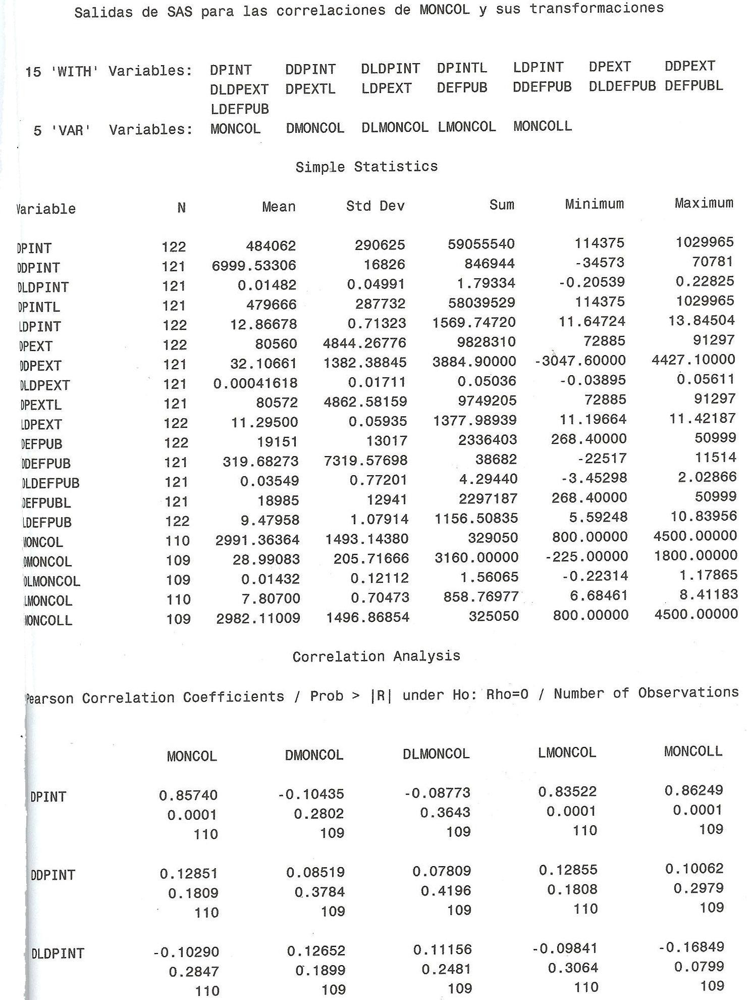 Salidas de SAS para las correlaciones de MONCOL y sus transformaciones
15 'WITH' Variables: DPINT DDPINT DLDPINT DPINTL LDPINT DPEXT DDPEXT
DLDPEXT DPEXTL LDPEXT DEFPUB DDEFPUB DLDEFPUB DEFPUBL
LDEFPUB
5 'VAR' Variables: MONCOL DMONCOL DLMONCOL LMONCOL MONCOLL
Simple Statistics
Variable N Mean Std Dev Sum Minimum Maximum
DPINT 122 484062 290625 59055540 114375 1029965
DDPINT 121 6999.53306 16826 846944 -34573 70781
DLDPINT 121 0.01482 0.04991 1.79334 -0.20539 0.22825
DPINTL 121 479666 287732 58039529 114375 1029965
LDPINT 122 12.86678 0.71323 1569.74720 11.64724 13.84504
DPEXT 122 80560 4844.26776 9828310 72885 91297
DDPEXT 121 32.10661 1382.38845 3884.90000 -3047.60000 4427.10000
DLDPEXT 121 0.00041618 0.01711 0.05036 -0.03895 0.05611
DPEXTL 121 80572 4862.58159 9749205 72885 91297
LDPEXT 122 11.29500 0.05935 1377.98939 11.19664 11.42187
DEFPUB 122 19151 13017 2336403 268.40000 50999
DDEFPUB 121 319.68273 7319.57698 38682 -22517 11514
DLDEFPUB 121 0.03549 0.77201 4.29440 -3.45298 2.02866
DEFPUBL 121 18985 12941 2297187 268.40000 50999
LDEFPUB 122 9.47958 1.07914 1156.50835 5.59248 10.83956
MONCOL 110 2991.36364 1493.14380 329050 800.00000 4500.00000
DMONCOL 109 28.99083 205.71666 3160.00000 -225.00000 1800.00000
DLMONCOL 109 0.01432 0.12112 1.56065 -0.22314 1.17865
LMONCOL 110 7.80700 0.70473 858.76977 6.68461 8.41183
MONCOLL 109 2982.11009 1496.86854 325050 800.00000 4500.00000
Correlation Analysis
Pearson Correlation Coefficients / Prob > |R| under Ho: Rho=0 / Number of Observations
MONCOL DMONCOL DLMONCOL LMONCOL MONCOLL
DPINT 0.85740 -0.10435 -0.08773 0.83522 0.86249
0.0001 0.2802 0.3643 0.0001 0.0001
110 109 109 110 109
DDPINT 0.12851 0.08519 0.07809 0.12855 0.10062
0.1809 0.3784 0.4196 0.1808 0.2979
110 109 109 110 109
DLDPINT -0.10290 0.12652 0.11156 -0.09841 -0.16849
0.2847 0.1899 0.2481 0.3064 0.0799
110 109 109 110 109